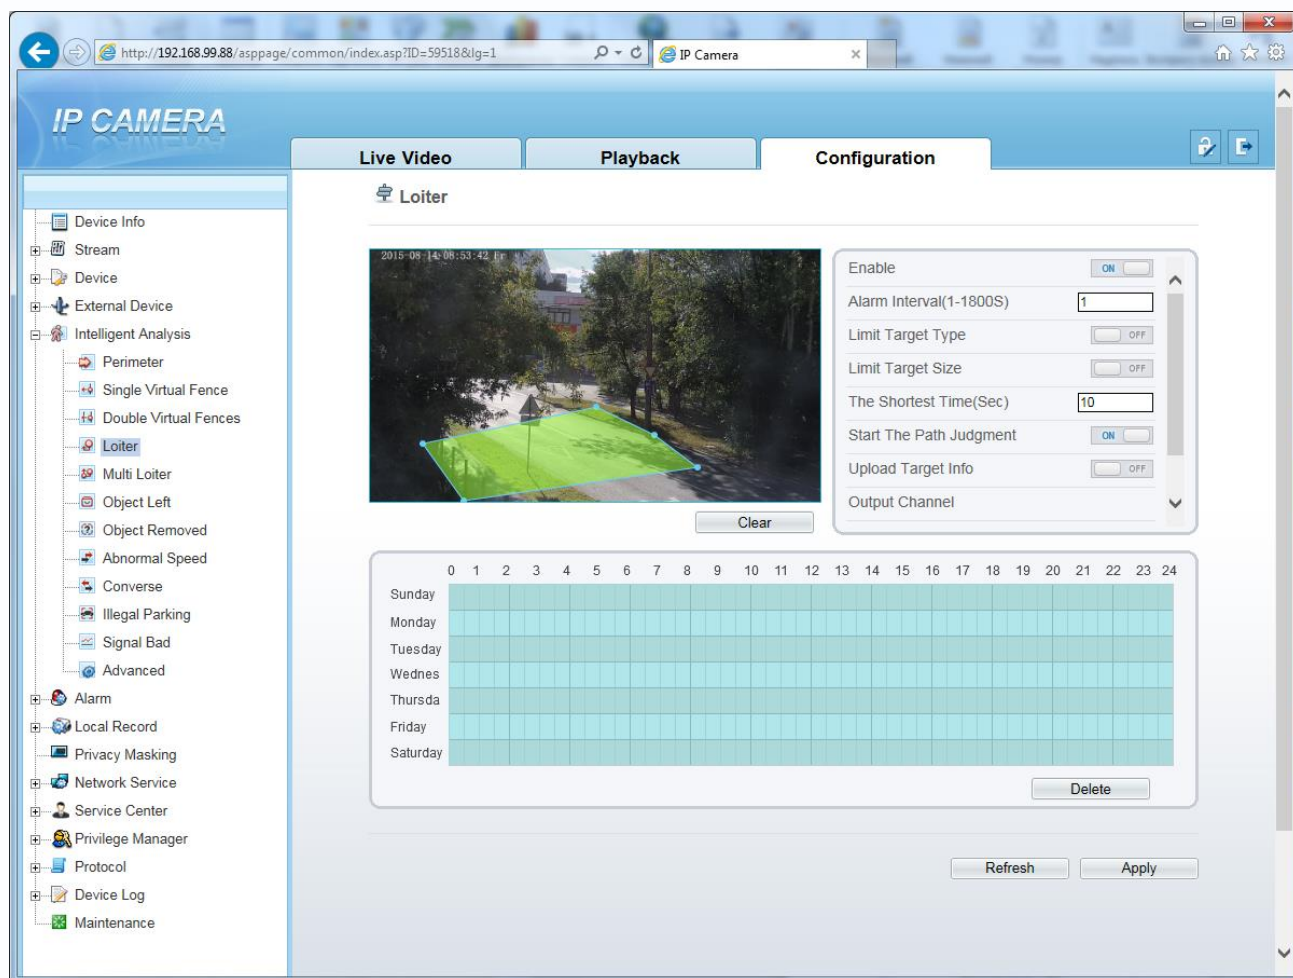 http://192.168.99.88/asppage/common/index.asp?ID=59518&lg=1
IP Camera
IP CAMERA
Live Video
Playback
Configuration
Device Info
Stream
Device
External Device
Intelligent Analysis
Perimeter
Single Virtual Fence
Double Virtual Fences
Loiter
Multi Loiter
Object Left
Object Removed
Abnormal Speed
Converse
Illegal Parking
Signal Bad
Advanced
Alarm
Local Record
Privacy Masking
Network Service
Service Center
Privilege Manager
Protocol
Device Log
Maintenance
Loiter
2015-08-14 08:53:42 Fr
Clear
Enable ON
Alarm Interval(1-1800S) 1
Limit Target Type OFF
Limit Target Size OFF
The Shortest Time(Sec) 10
Start The Path Judgment ON
Upload Target Info OFF
Output Channel
0 1 2 3 4 5 6 7 8 9 10 11 12 13 14 15 16 17 18 19 20 21 22 23 24
Sunday
Monday
Tuesday
Wednes
Thursda
Friday
Saturday
Delete
Refresh Apply